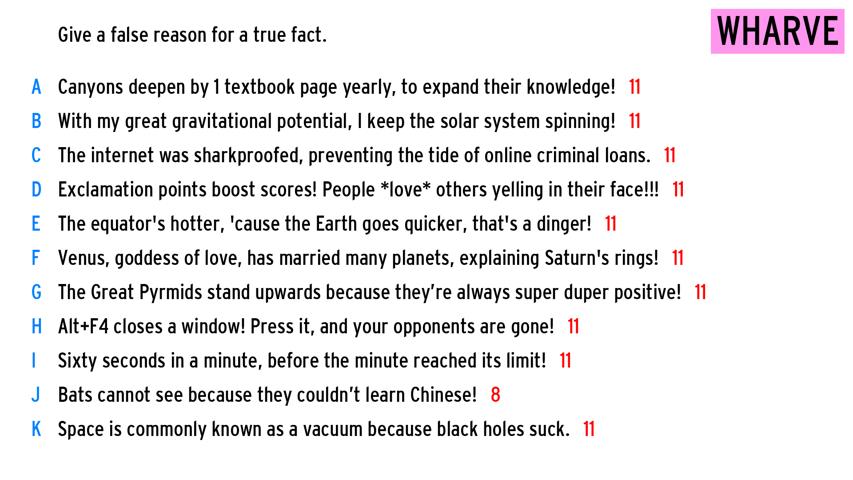 Give a false reason for a true fact.
WHARVE
A Canyons deepen by 1 textbook page yearly, to expand their knowledge! 11
B With my great gravitational potential, I keep the solar system spinning! 11
C The internet was sharkproofed, preventing the tide of online criminal loans. 11
D Exclamation points boost scores! People *love* others yelling in their face!!! 11
E The equator's hotter, 'cause the Earth goes quicker, that's a dinger! 11
F Venus, goddess of love, has married many planets, explaining Saturn's rings! 11
G The Great Pyrmids stand upwards because they’re always super duper positive! 11
H Alt+F4 closes a window! Press it, and your opponents are gone! 11
I Sixty seconds in a minute, before the minute reached its limit! 11
J Bats cannot see because they couldn’t learn Chinese! 8
K Space is commonly known as a vacuum because black holes suck. 11